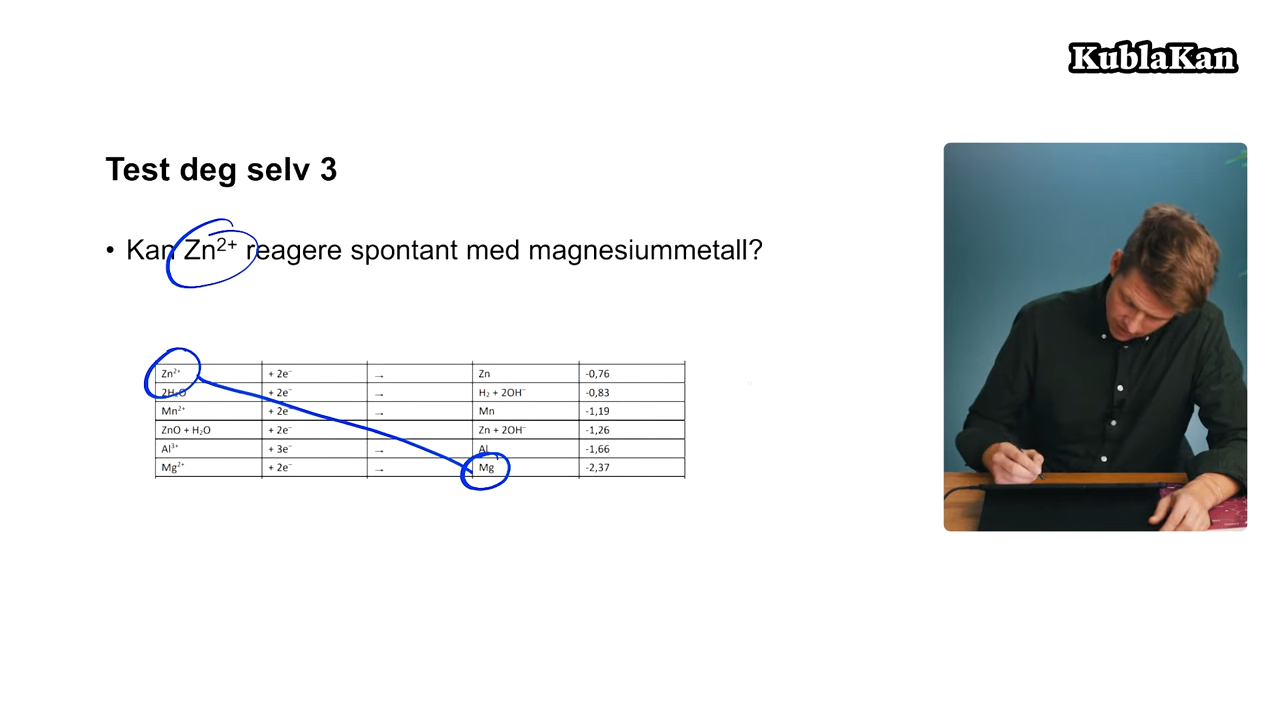 KublaKan
Test deg selv 3
• Kan Zn²⁺ reagere spontant med magnesiummetall?
Zn²⁺ + 2e⁻ → Zn -0,76
2H₂O + 2e⁻ → H₂ + 2OH⁻ -0,83
Mn²⁺ + 2e⁻ → Mn -1,19
ZnO + H₂O + 2e⁻ → Zn + 2OH⁻ -1,26
Al³⁺ + 3e⁻ → Al -1,66
Mg²⁺ + 2e⁻ → Mg -2,37